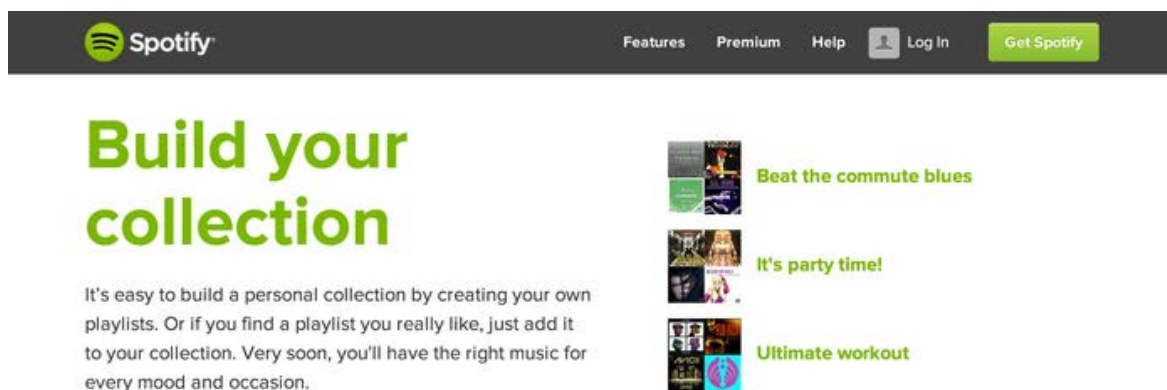 Spotify
Features Premium Help Log In Get Spotify
Build your
collection
It's easy to build a personal collection by creating your own
playlists. Or if you find a playlist you really like, just add it
to your collection. Very soon, you'll have the right music for
every mood and occasion.
Beat the commute blues
It's party time!
Ultimate workout